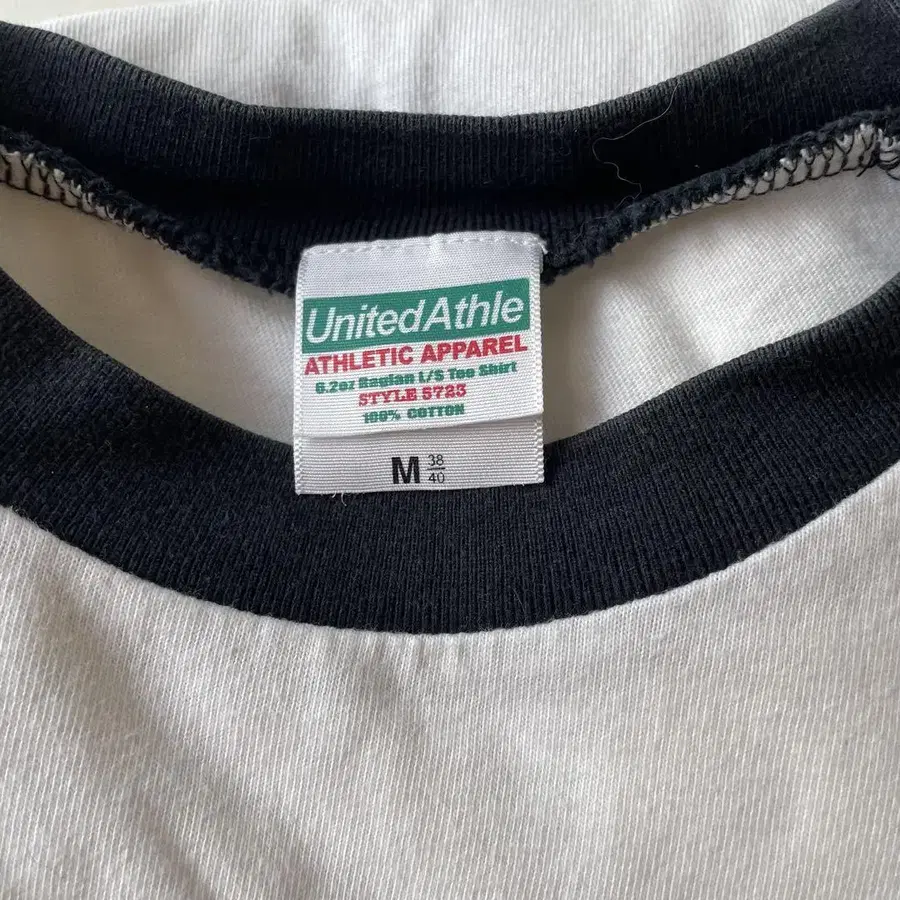 UnitedAthle
ATHLETIC APPAREL
6.2oz Raglan L/S Tee Shirt
STYLE 5723
100% COTTON
M 38
40